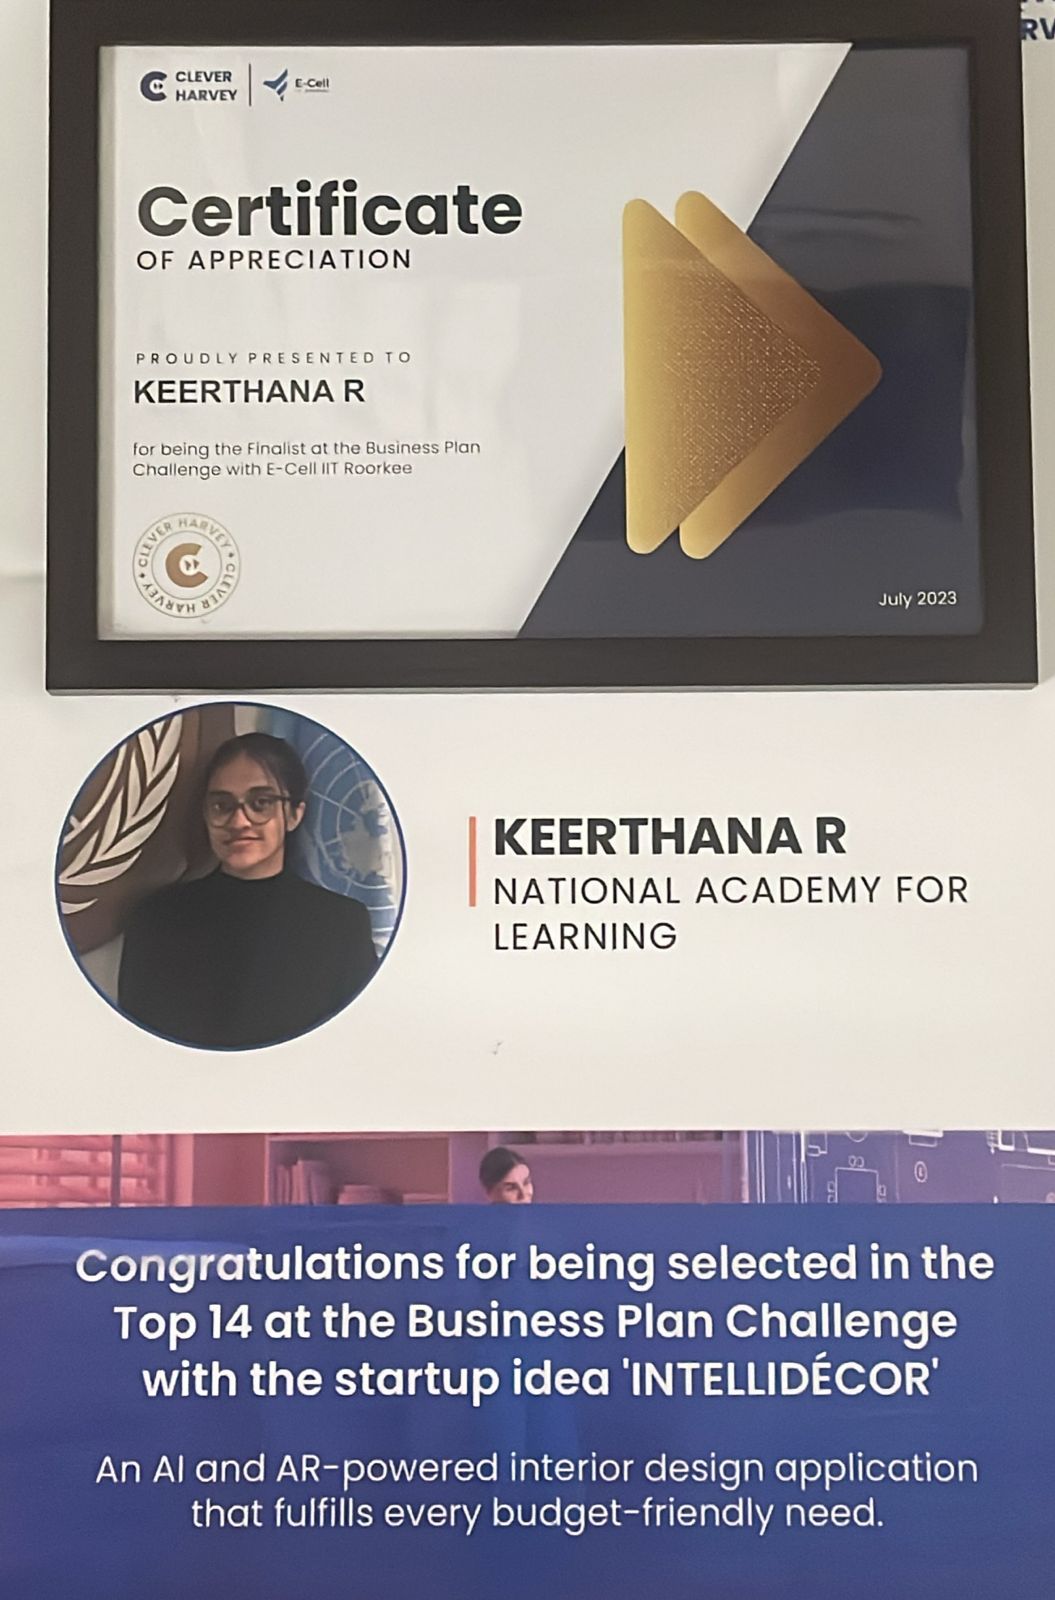 RV
CLEVER
HARVEY
E-Cell
Certificate
OF APPRECIATION
PROUDLY PRESENTED TO
KEERTHANA R
for being the Finalist at the Business Plan
Challenge with E-Cell IIT Roorkee
CLEVER HARVEY • CLEVER HARVEY •
July 2023
KEERTHANA R
NATIONAL ACADEMY FOR
LEARNING
Congratulations for being selected in the
Top 14 at the Business Plan Challenge
with the startup idea 'INTELLIDÉCOR'
An AI and AR-powered interior design application
that fulfills every budget-friendly need.